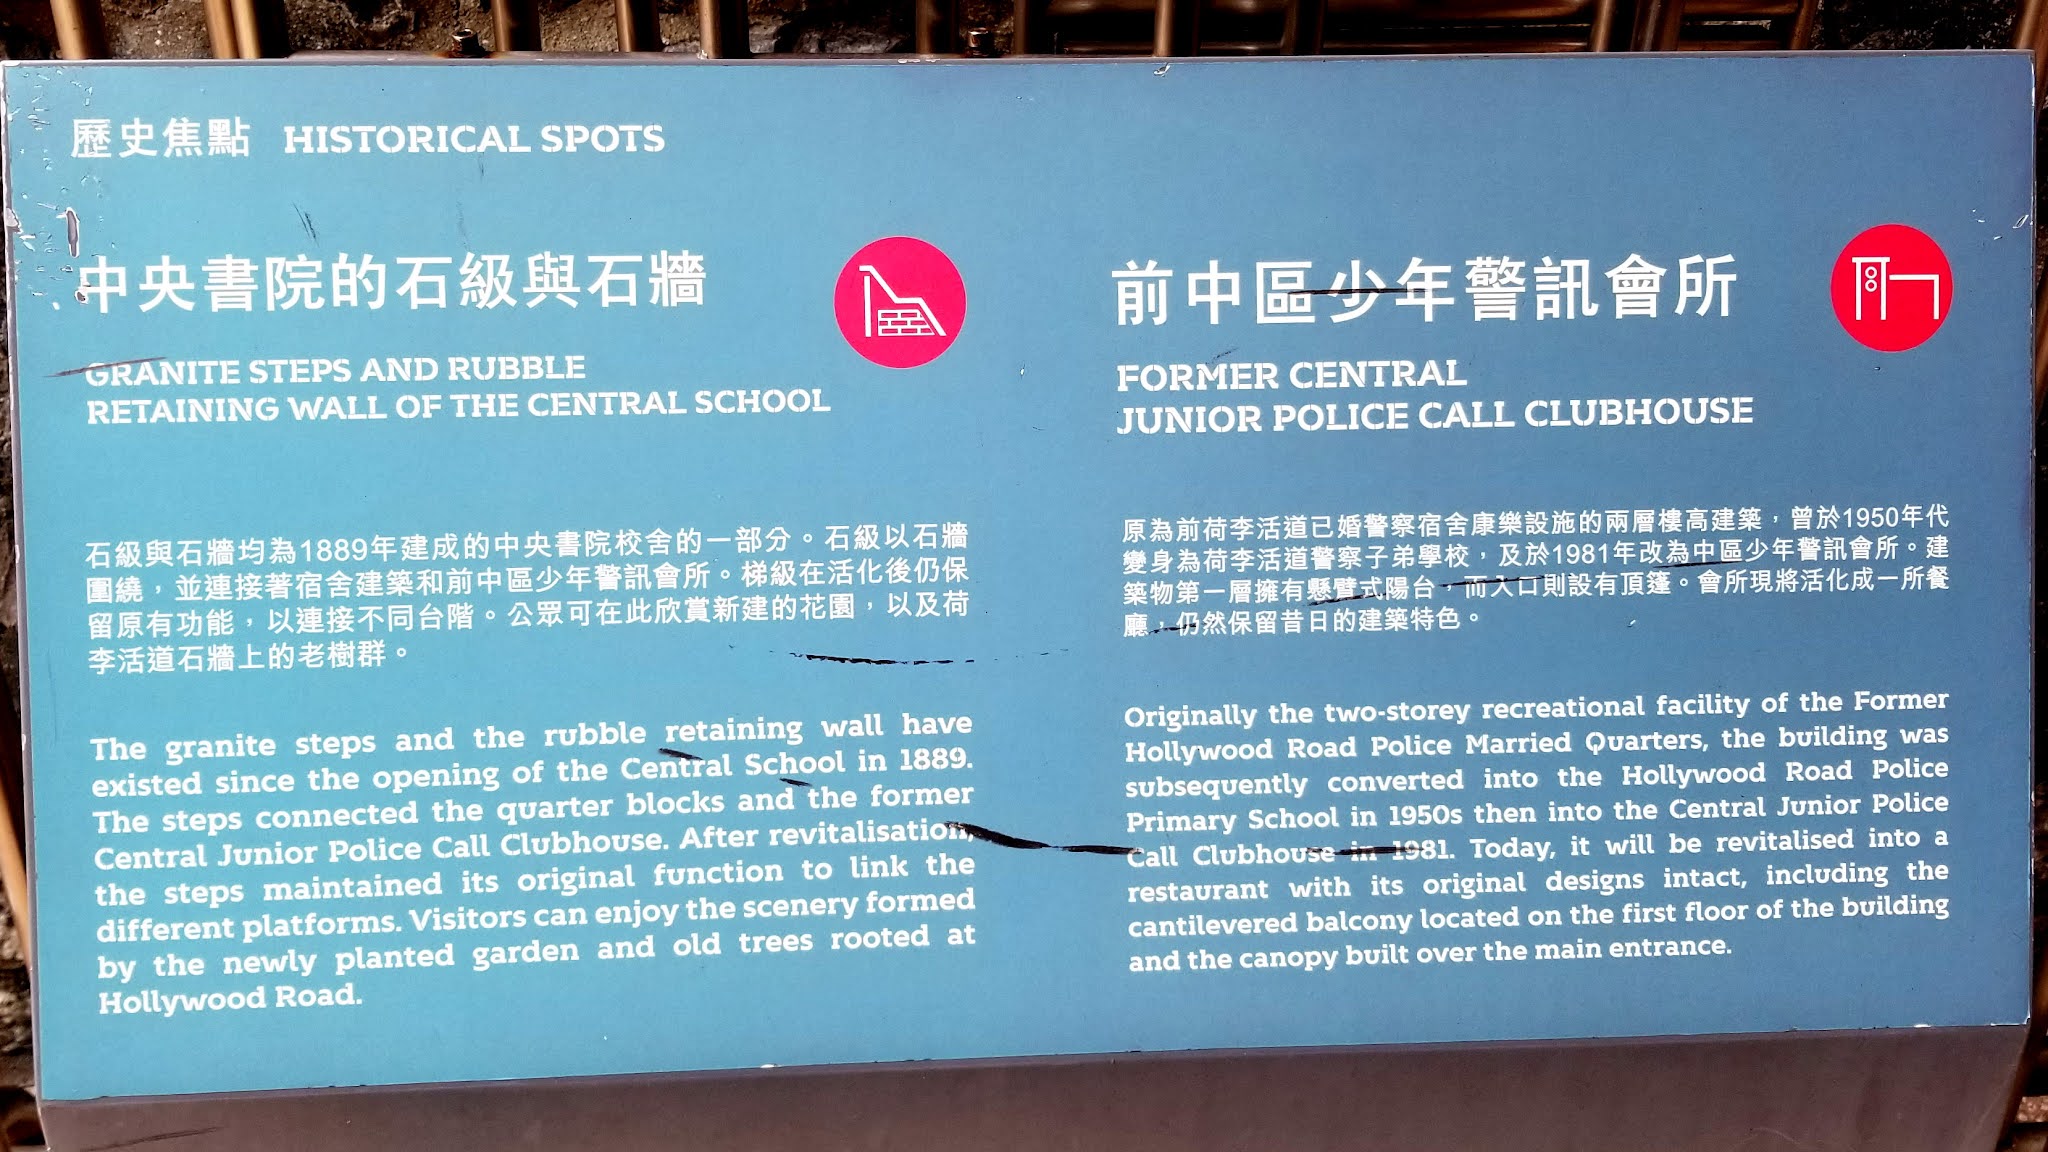 歷史焦點 HISTORICAL SPOTS
中央書院的石級與石牆
GRANITE STEPS AND RUBBLE
RETAINING WALL OF THE CENTRAL SCHOOL
石級與石牆均為1889年建成的中央書院校舍的一部分。石級以石牆
圍繞，並連接著宿舍建築和前中區少年警訊會所。梯級在活化後仍保
留原有功能，以連接不同台階。公眾可在此欣賞新建的花園，以及荷
李活道石牆上的老樹群。
The granite steps and the rubble retaining wall have
existed since the opening of the Central School in 1889.
The steps connected the quarter blocks and the former
Central Junior Police Call Clubhouse. After revitalisation,
the steps maintained its original function to link the
different platforms. Visitors can enjoy the scenery formed
by the newly planted garden and old trees rooted at
Hollywood Road.
前中區少年警訊會所
FORMER CENTRAL
JUNIOR POLICE CALL CLUBHOUSE
原為前荷李活道已婚警察宿舍康樂設施的兩層樓高建築，曾於1950年代
變身為荷李活道警察子弟學校，及於1981年改為中區少年警訊會所。建
築物第一層擁有懸臂式陽台，而入口則設有頂篷。會所現將活化成一所餐
廳，仍然保留昔日的建築特色。
Originally the two-storey recreational facility of the Former
Hollywood Road Police Married Quarters, the building was
subsequently converted into the Hollywood Road Police
Primary School in 1950s then into the Central Junior Police
Call Clubhouse in 1981. Today, it will be revitalised into a
restaurant with its original designs intact, including the
cantilevered balcony located on the first floor of the building
and the canopy built over the main entrance.